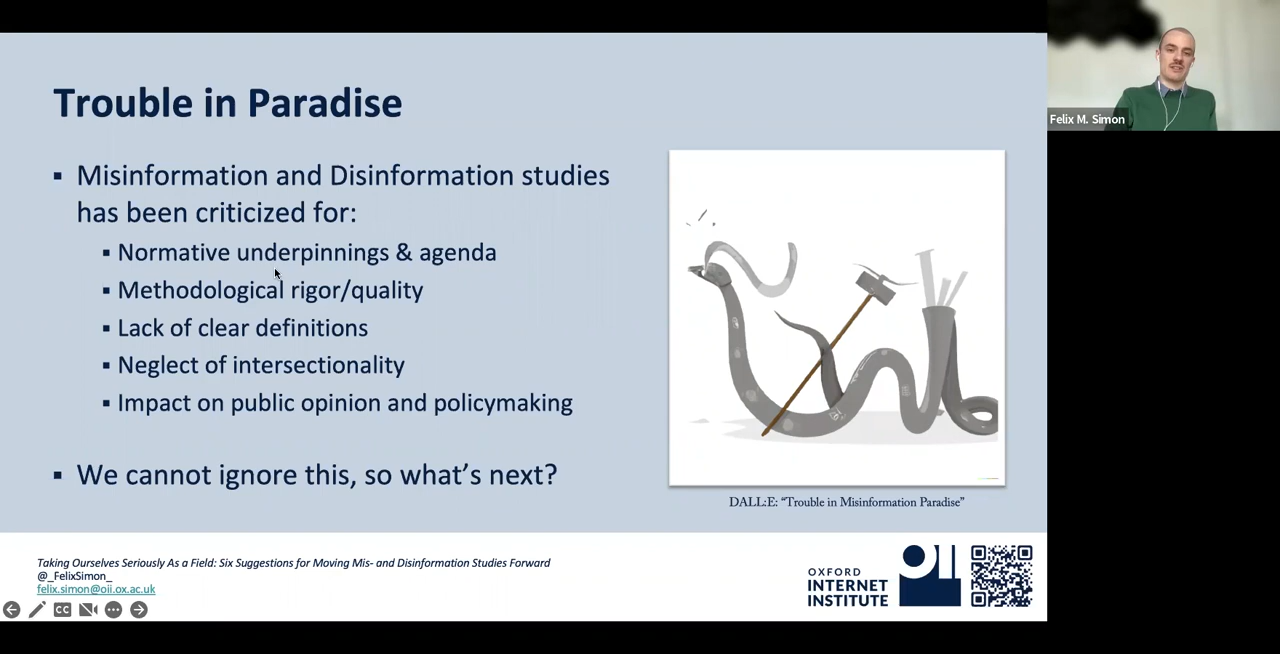 Trouble in Paradise
Misinformation and Disinformation studies
has been criticized for:
Normative underpinnings & agenda
Methodological rigor/quality
Lack of clear definitions
Neglect of intersectionality
Impact on public opinion and policymaking
We cannot ignore this, so what's next?
DALL:E: “Trouble in Misinformation Paradise”
Taking Ourselves Seriously As a Field: Six Suggestions for Moving Mis- and Disinformation Studies Forward
@_FelixSimon_
felix.simon@oii.ox.ac.uk
CC
OXFORD
INTERNET
INSTITUTE
oii
Felix M. Simon